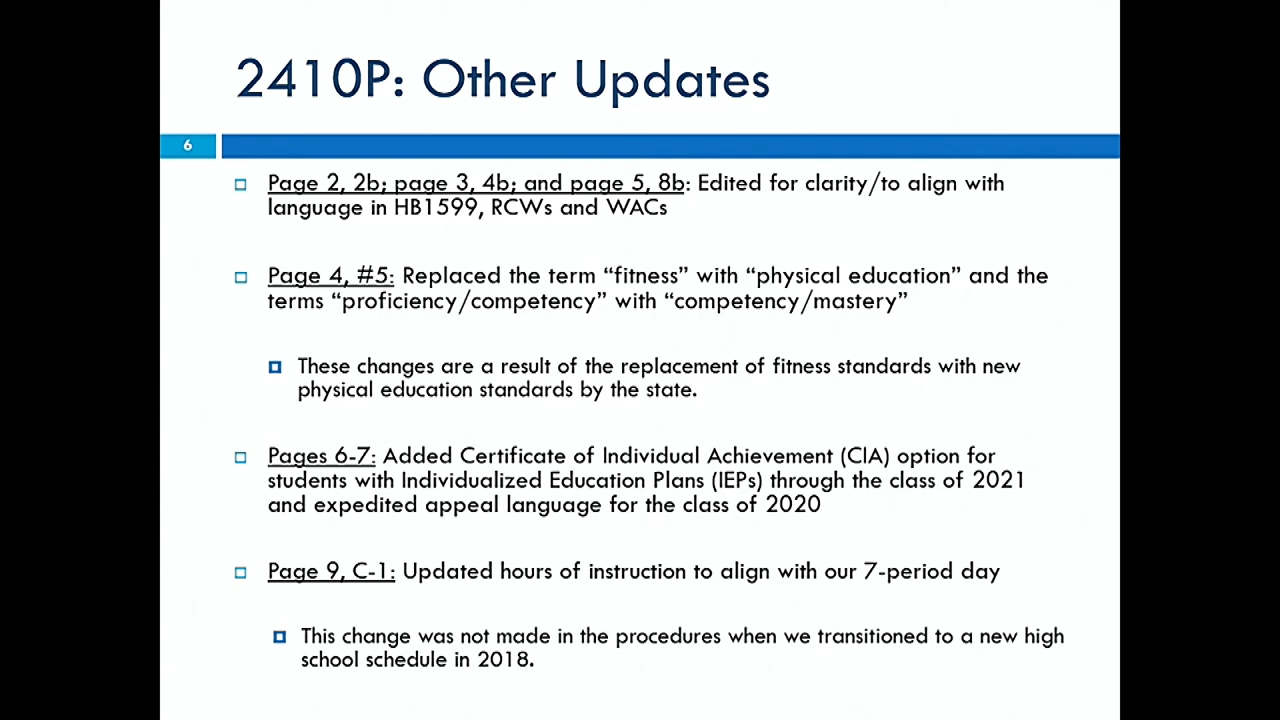 2410P: Other Updates
6
Page 2, 2b; page 3, 4b; and page 5, 8b: Edited for clarity/to align with
language in HB1599, RCWs and WACs
Page 4, #5: Replaced the term “fitness” with “physical education” and the
terms “proficiency/competency” with “competency/mastery”
These changes are a result of the replacement of fitness standards with new
physical education standards by the state.
Pages 6-7: Added Certificate of Individual Achievement (CIA) option for
students with Individualized Education Plans (IEPs) through the class of 2021
and expedited appeal language for the class of 2020
Page 9, C-1: Updated hours of instruction to align with our 7-period day
This change was not made in the procedures when we transitioned to a new high
school schedule in 2018.